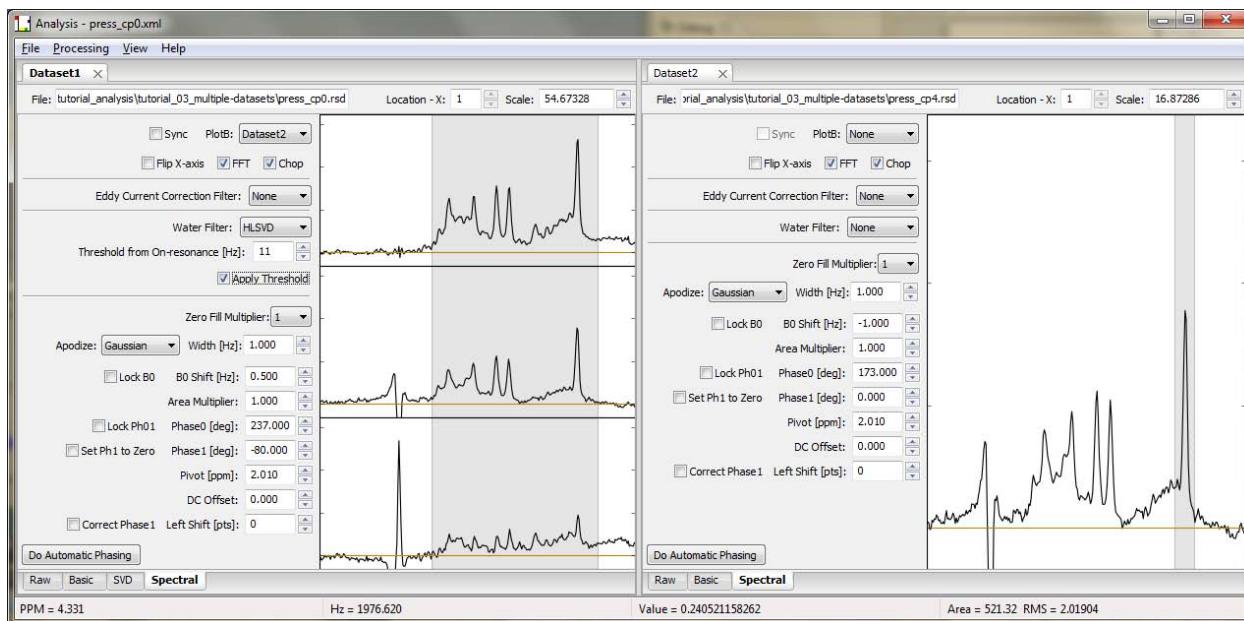 Analysis - press_cp0.xml
File Processing View Help
Dataset1
File: tutorial_analysis\tutorial_03_multiple-datasets\press_cp0.rsd Location - X: 1 Scale: 54.67328
Sync PlotB: Dataset2
Flip X-axis FFT Chop
Eddy Current Correction Filter: None
Water Filter: HLSVD
Threshold from On-resonance [Hz]: 11
Apply Threshold
Zero Fill Multiplier: 1
Apodize: Gaussian Width [Hz]: 1.000
Lock B0 B0 Shift [Hz]: 0.500
Area Multiplier: 1.000
Lock Ph01 Phase0 [deg]: 237.000
Set Ph1 to Zero Phase1 [deg]: -80.000
Pivot [ppm]: 2.010
DC Offset: 0.000
Correct Phase1 Left Shift [pts]: 0
Do Automatic Phasing
Raw Basic SVD Spectral
Dataset2
File: orial_analysis\tutorial_03_multiple-datasets\press_cp4.rsd Location - X: 1 Scale: 16.87286
Sync PlotB: None
Flip X-axis FFT Chop
Eddy Current Correction Filter: None
Water Filter: None
Zero Fill Multiplier: 1
Apodize: Gaussian Width [Hz]: 1.000
Lock B0 B0 Shift [Hz]: -1.000
Area Multiplier: 1.000
Lock Ph01 Phase0 [deg]: 173.000
Set Ph1 to Zero Phase1 [deg]: 0.000
Pivot [ppm]: 2.010
DC Offset: 0.000
Correct Phase1 Left Shift [pts]: 0
Do Automatic Phasing
Raw Basic Spectral
PPM = 4.331 Hz = 1976.620 Value = 0.240521158262 Area = 521.32 RMS = 2.01904